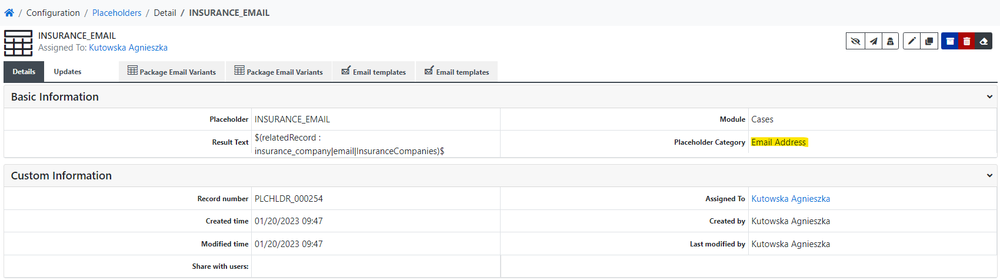 / Configuration / Placeholders / Detail / INSURANCE_EMAIL
INSURANCE_EMAIL
Assigned To: Kutowska Agnieszka
Details Updates Package Email Variants Package Email Variants Email templates Email templates
Basic Information
Placeholder INSURANCE_EMAIL Module Cases
Result Text $(relatedRecord : insurance_company|email|InsuranceCompanies)$ Placeholder Category Email Address
Custom Information
Record number PLCHLDR_000254 Assigned To Kutowska Agnieszka
Created time 01/20/2023 09:47 Created by Kutowska Agnieszka
Modified time 01/20/2023 09:47 Last modified by Kutowska Agnieszka
Share with users: